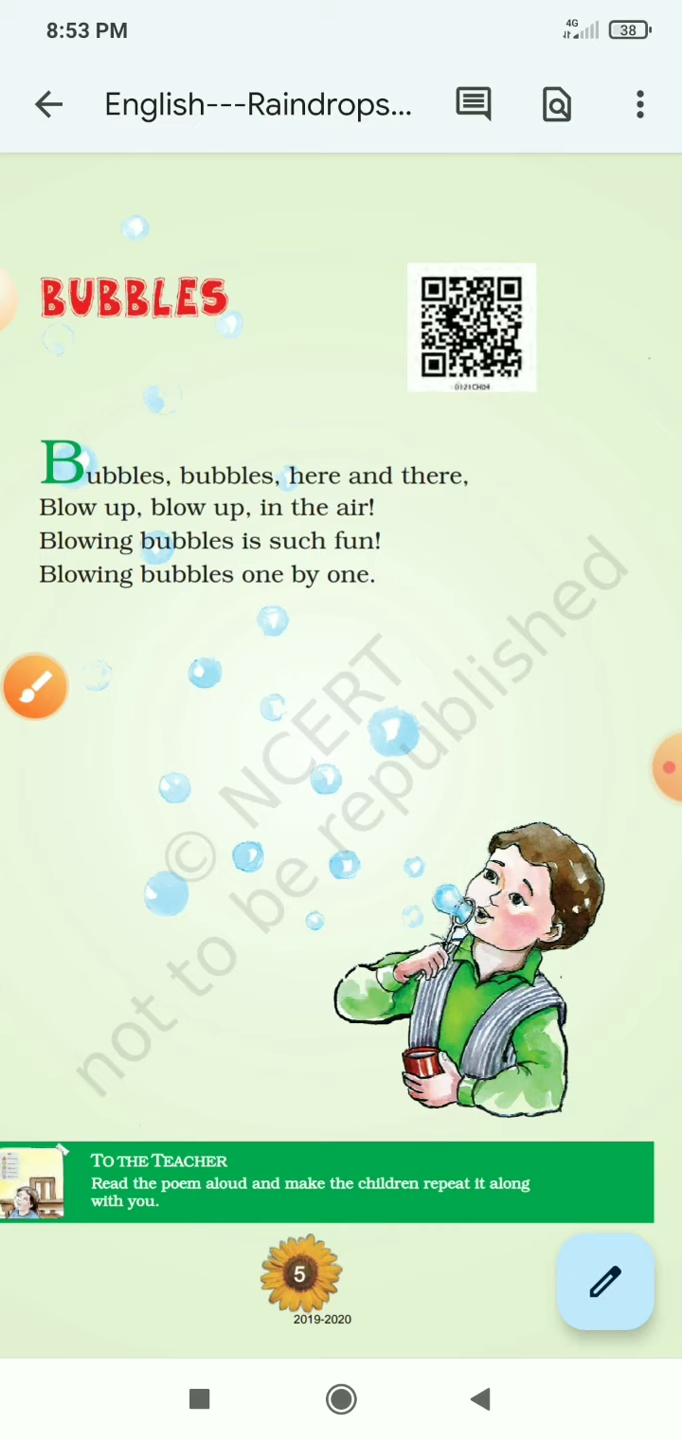 8:53 PM
4G
38
English---Raindrops...
BUBBLES
0121CH04
Bubbles, bubbles, here and there,
Blow up, blow up, in the air!
Blowing bubbles is such fun!
Blowing bubbles one by one.
© NCERT
not to be republished
TO THE TEACHER
Read the poem aloud and make the children repeat it along
with you.
5
2019-2020